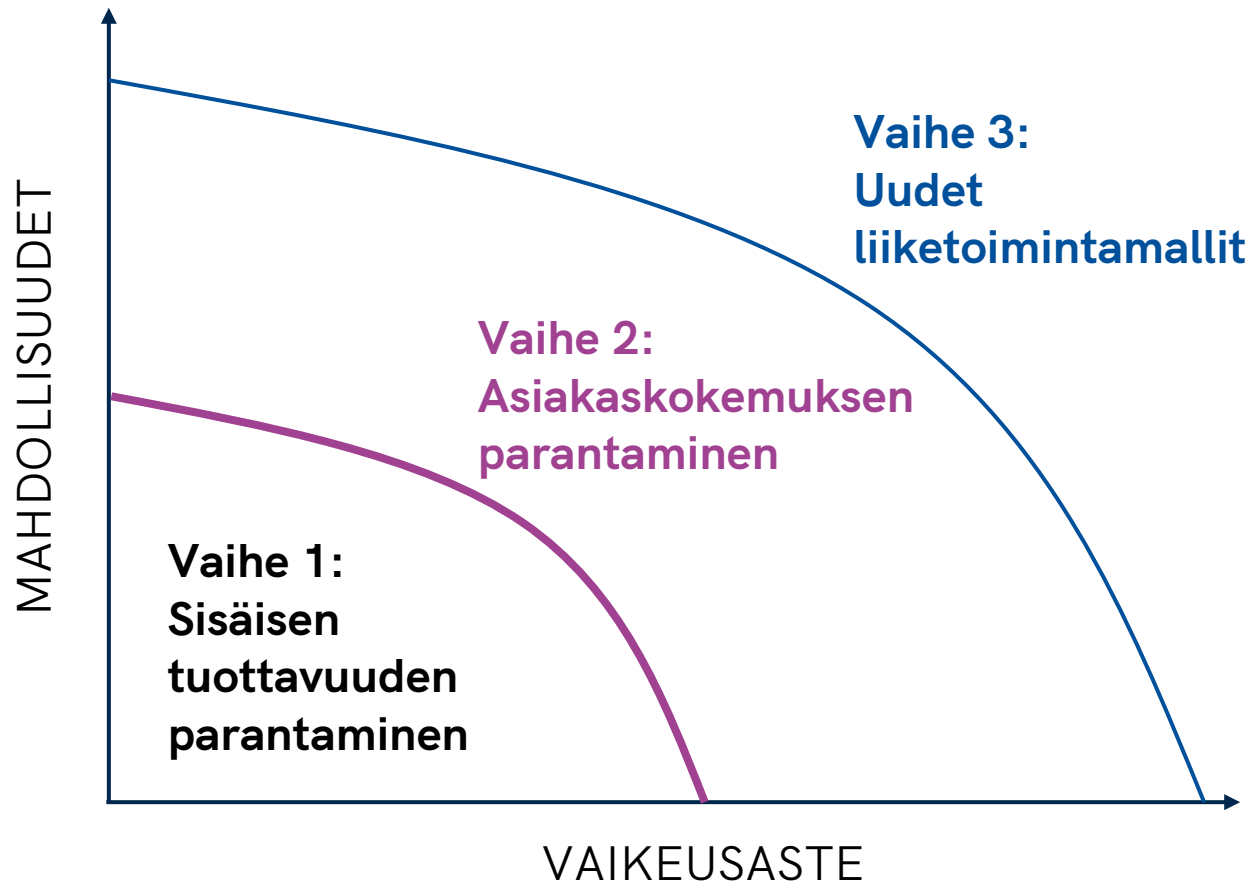 MAHDOLLISUUDET
Vaihe 3:
Uudet
liiketoimintamallit
Vaihe 2:
Asiakaskokemuksen
parantaminen
Vaihe 1:
Sisäisen
tuottavuuden
parantaminen
VAIKEUSASTE